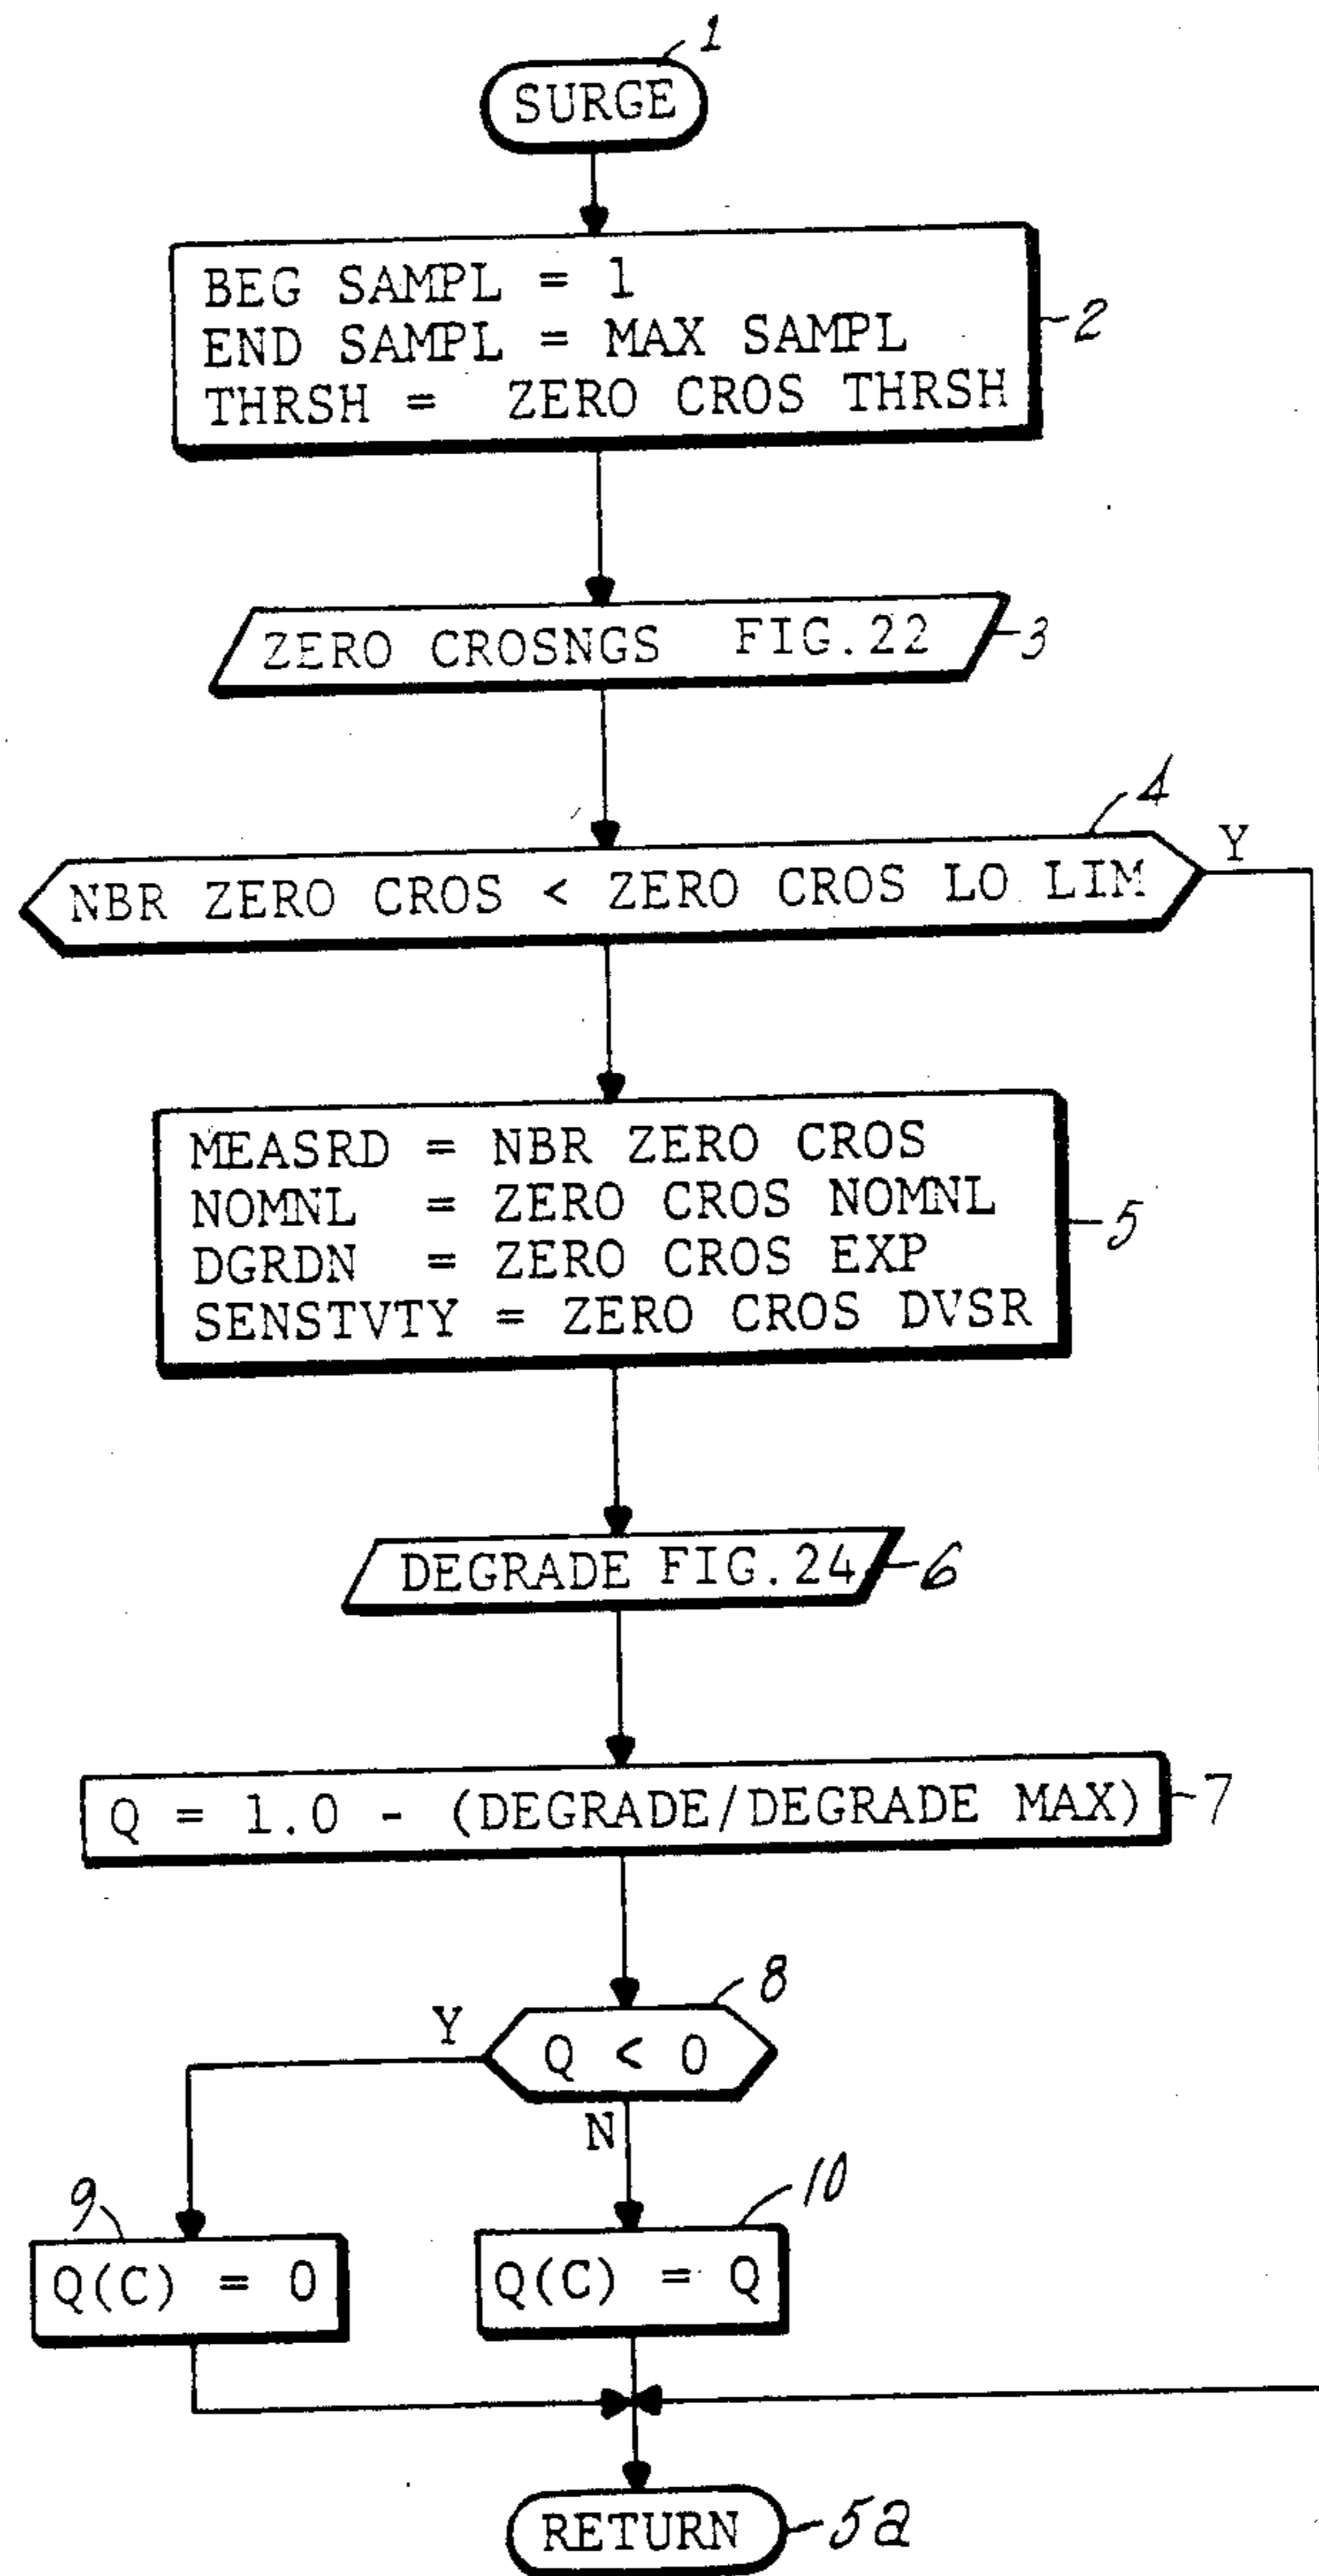 1
SURGE
BEG SAMPL = 1
END SAMPL = MAX SAMPL
THRSH = ZERO CROS THRSH
2
ZERO CROSNGS FIG.22
3
4
NBR ZERO CROS < ZERO CROS LO LIM
Y
MEASRD = NBR ZERO CROS
NOMNL = ZERO CROS NOMNL
DGRDN = ZERO CROS EXP
SENSTVTY = ZERO CROS DVSR
5
DEGRADE FIG.24
6
Q = 1.0 - (DEGRADE/DEGRADE MAX)
7
8
Y
Q < 0
N
9
10
Q(C) = 0
Q(C) = Q
RETURN
5a